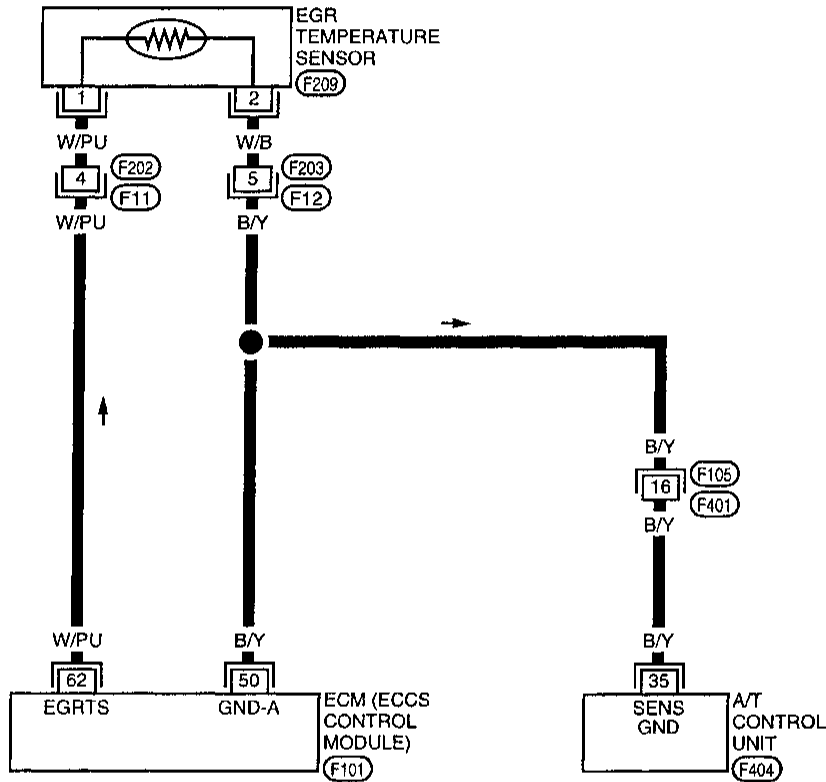 EGR
TEMPERATURE
SENSOR
F209
1
2
W/PU
W/B
4
F202
5
F203
F11
F12
W/PU
B/Y
B/Y
16
F105
F401
B/Y
W/PU
B/Y
B/Y
62
50
35
EGRTS
GND-A
ECM (ECCS
CONTROL
MODULE)
F101
SENS
GND
A/T
CONTROL
UNIT
F404